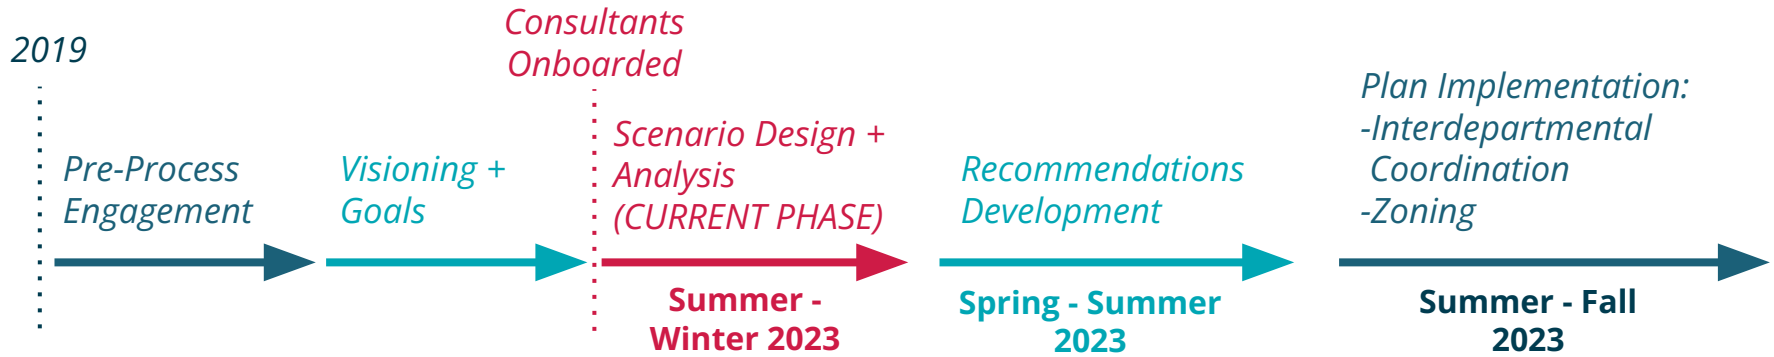 2019
Pre-Process
Engagement
Visioning +
Goals
Consultants
Onboarded
Scenario Design +
Analysis
(CURRENT PHASE)
Summer -
Winter 2023
Recommendations
Development
Spring - Summer
2023
Plan Implementation:
-Interdepartmental
Coordination
-Zoning
Summer - Fall
2023